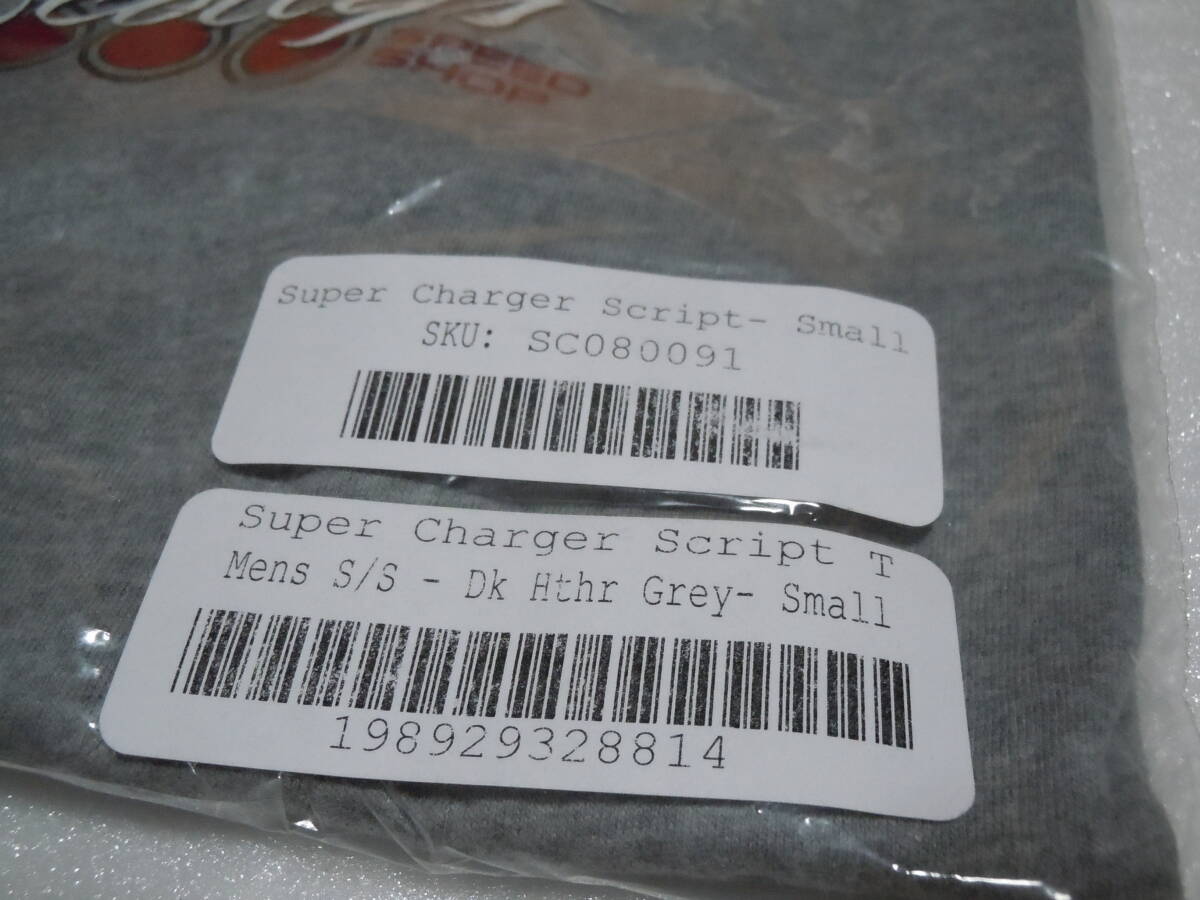 SPEED
SHOP
Super Charger Script- Small
SKU: SC080091
Super Charger Script T
Mens S/S - Dk Hthr Grey- Small
198929328814